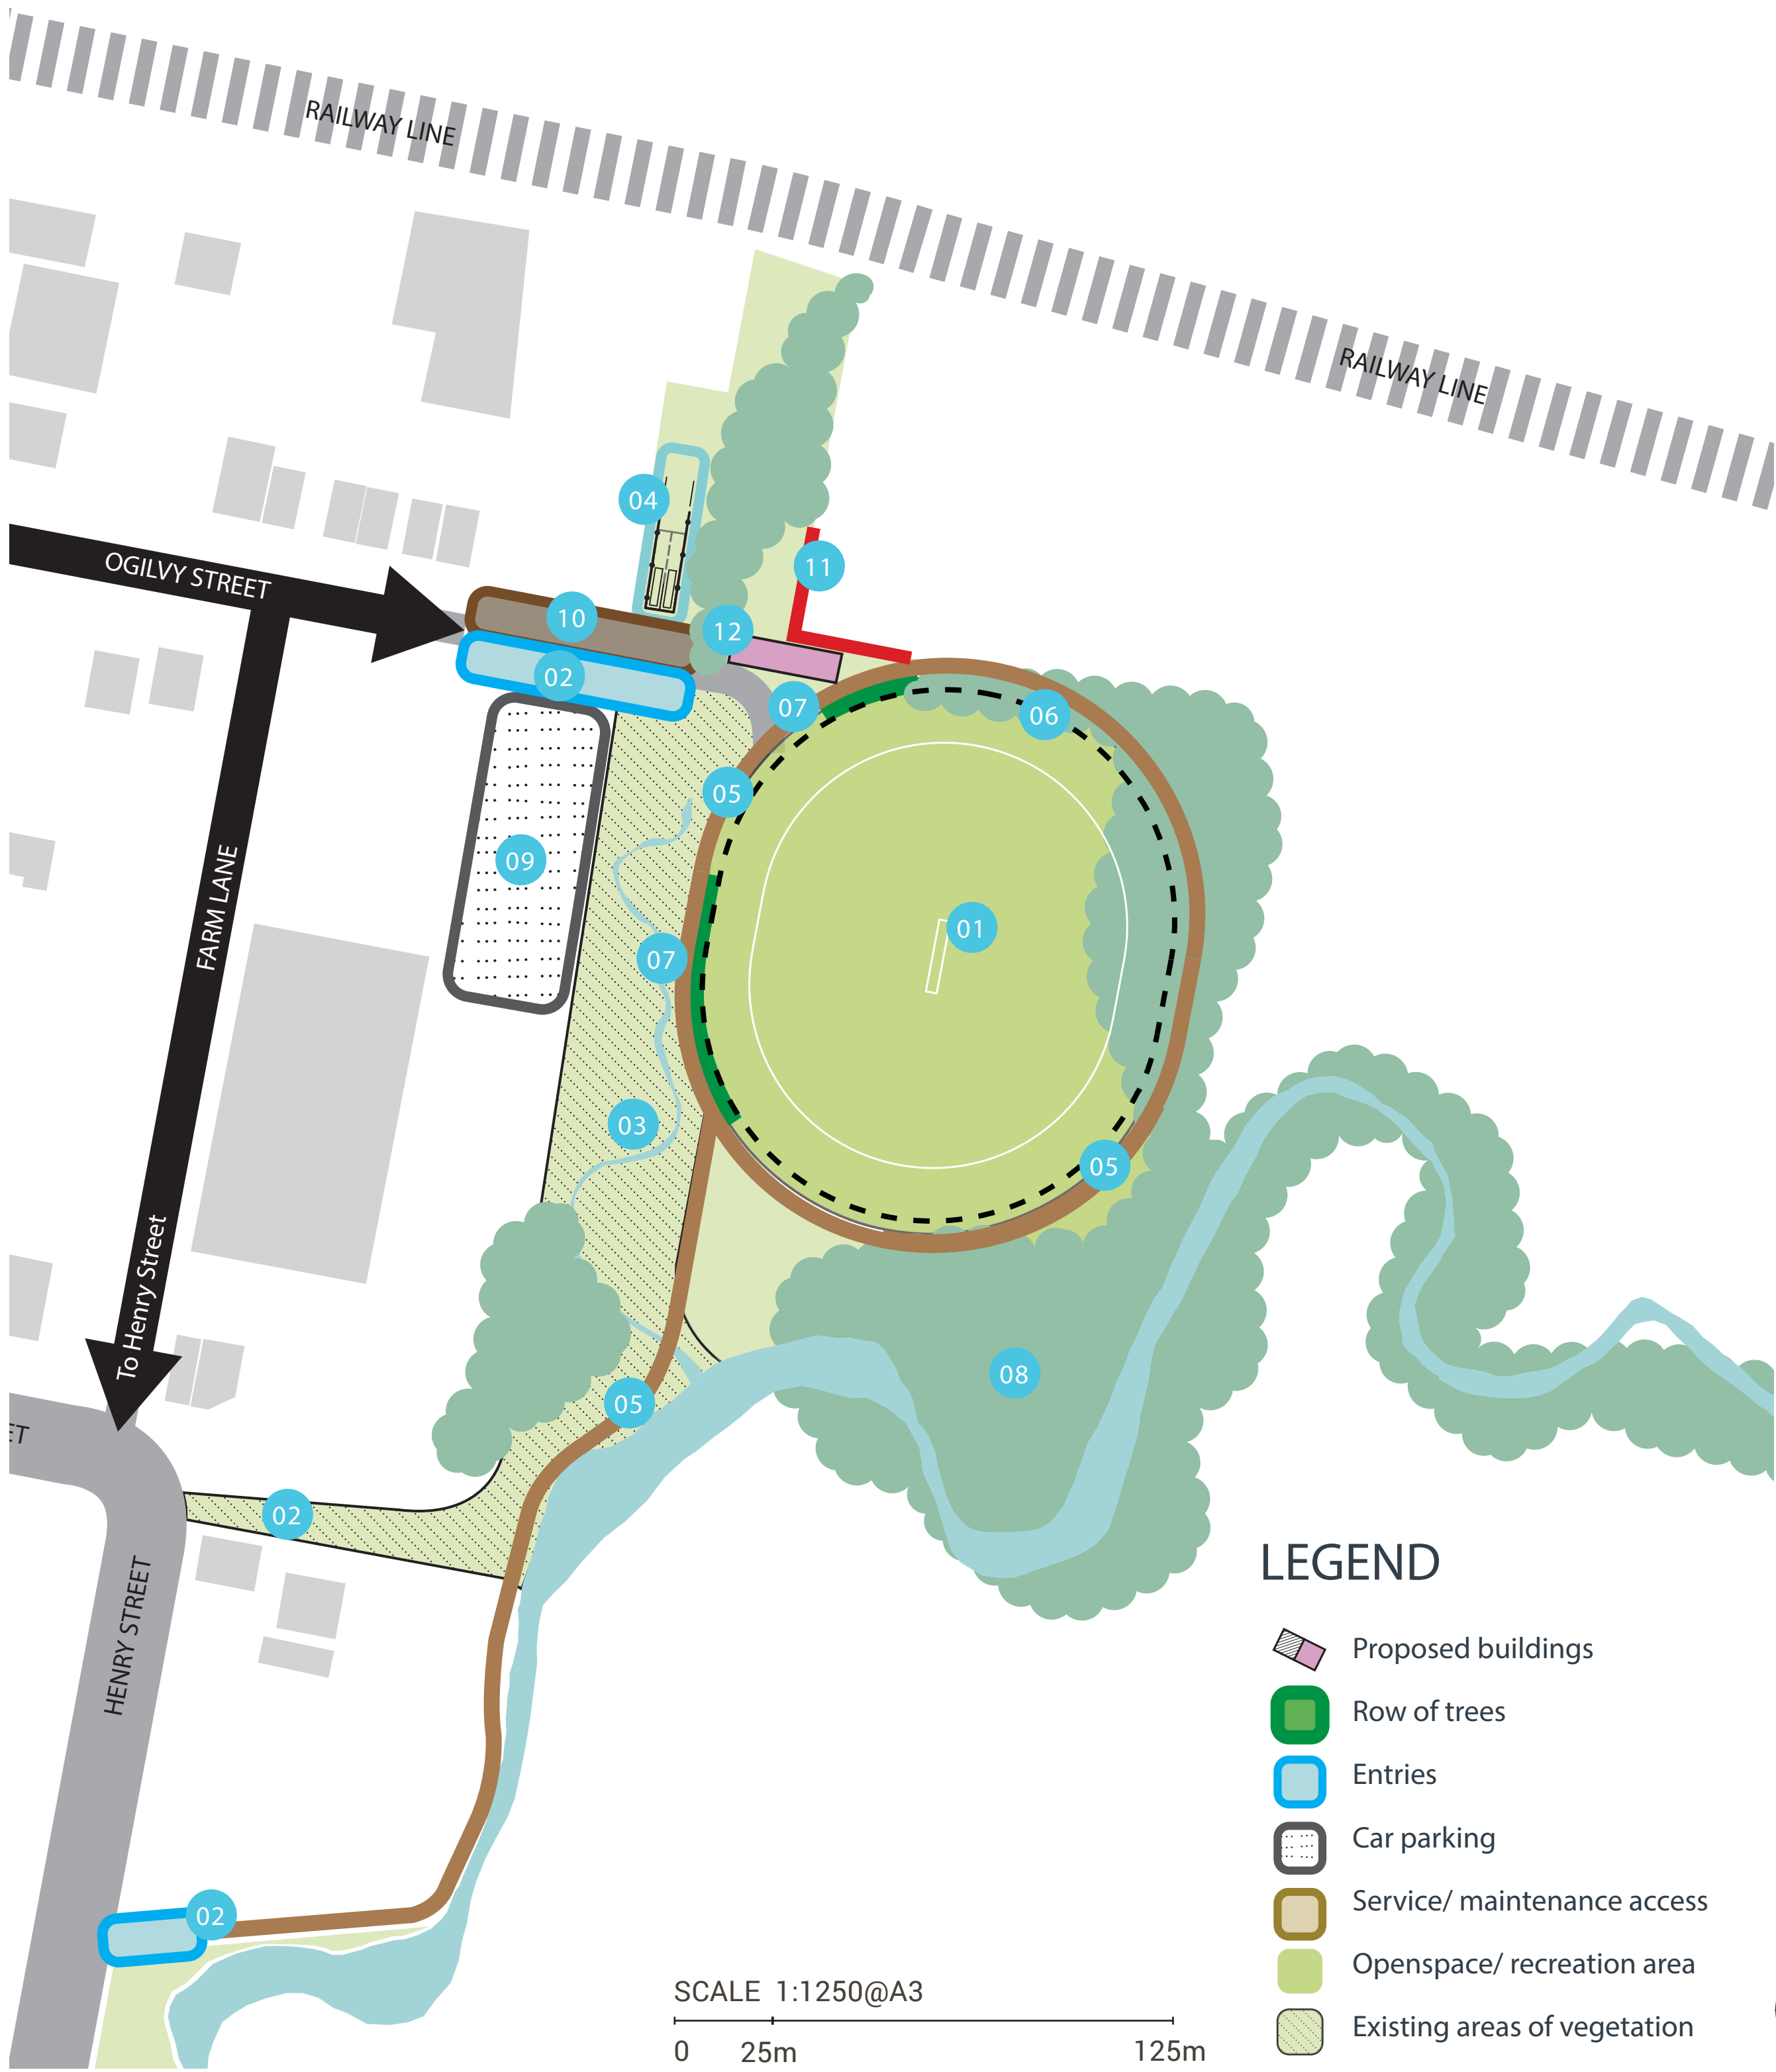 RAILWAY LINE
RAILWAY LINE
04
OGILVY STREET
11
10
12
02
07
06
05
09
01
FARM LANE
07
03
05
To Henry Street
08
05
ET
02
HENRY STREET
02
LEGEND
Proposed buildings
Row of trees
Entries
Car parking
Service/ maintenance access
Openspace/ recreation area
Existing areas of vegetation
SCALE 1:1250@A3
0 25m 125m